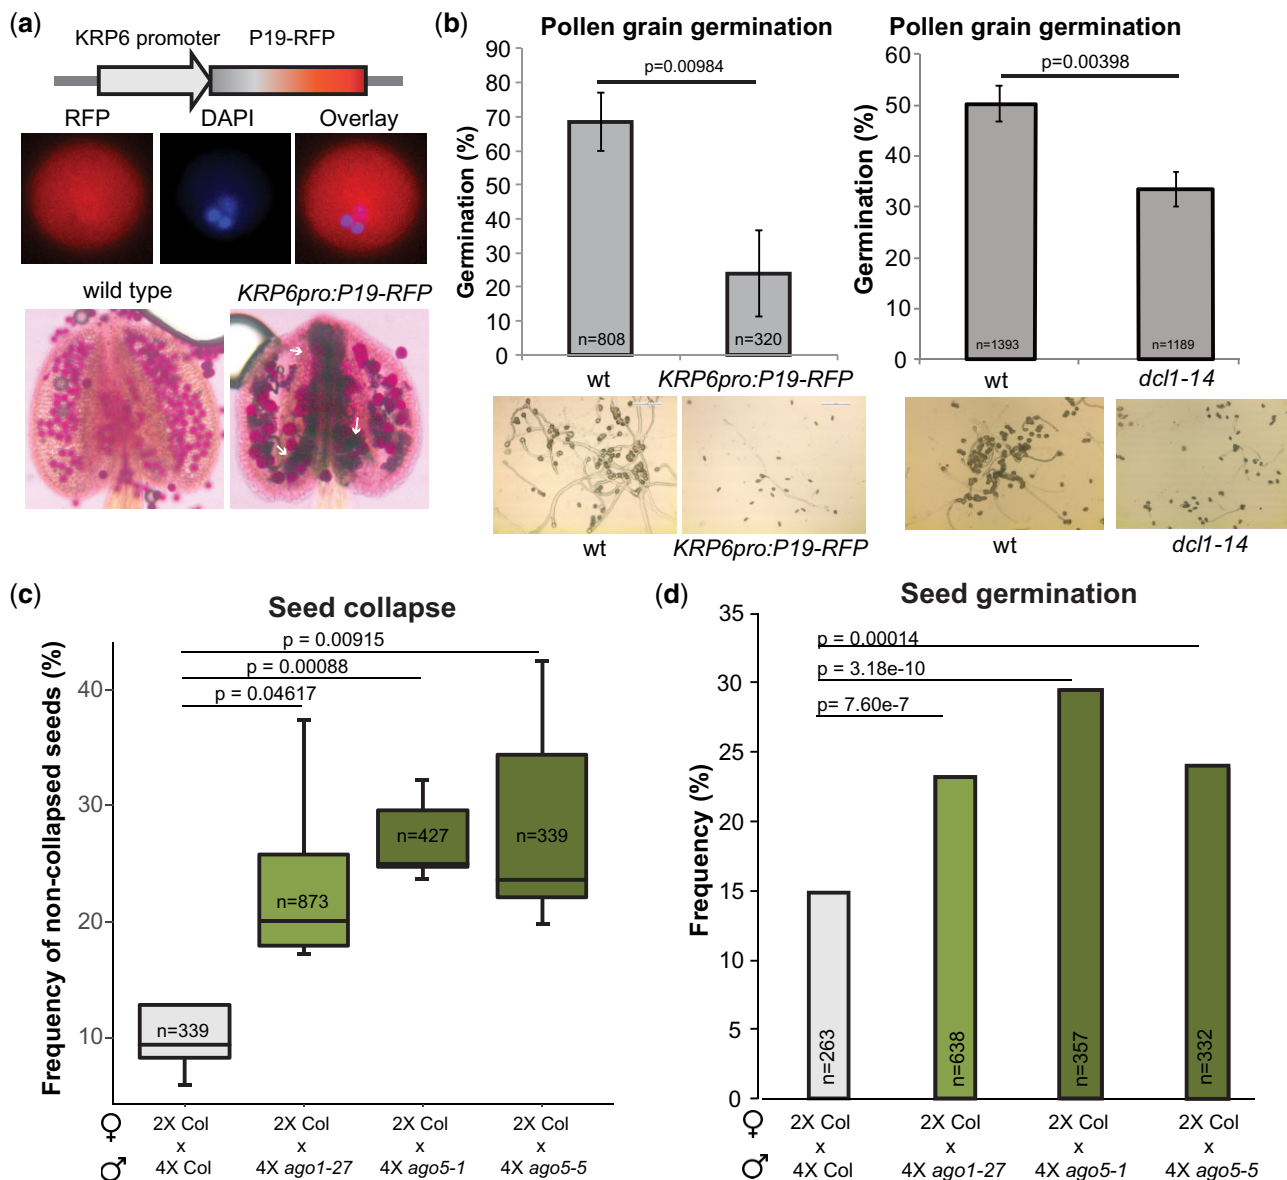 (a)
KRP6 promoter P19-RFP
RFP DAPI Overlay
wild type KRP6pro:P19-RFP
(b)
Pollen grain germination
p=0.00984
Germination (%)
90
80
70
60
50
40
30
20
10
0
n=808 n=320
wt KRP6pro:P19-RFP
wt KRP6pro:P19-RFP
Pollen grain germination
p=0.00398
Germination (%)
60
50
40
30
20
10
0
n=1393 n=1189
wt dcl1-14
wt dcl1-14
(c)
Seed collapse
p = 0.00915
p = 0.00088
p = 0.04617
Frequency of non-collapsed seeds (%)
40
30
20
10
n=339
n=873
n=427
n=339
♀ 2X Col 2X Col 2X Col 2X Col
x x x x
♂ 4X Col 4X ago1-27 4X ago5-1 4X ago5-5
(d)
Seed germination
p = 0.00014
p = 3.18e-10
p= 7.60e-7
Frequency (%)
35
30
25
20
15
10
5
0
n=263
n=638
n=357
n=332
♀ 2X Col 2X Col 2X Col 2X Col
x x x x
♂ 4X Col 4X ago1-27 4X ago5-1 4X ago5-5